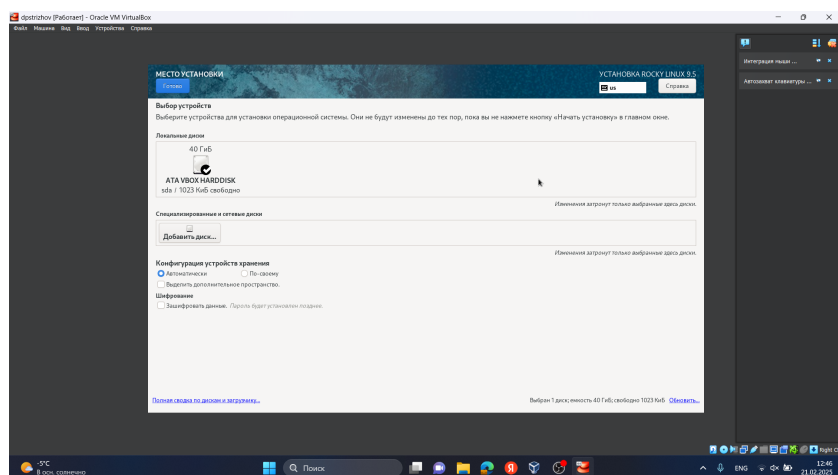 dpstrizhov [Работает] - Oracle VM VirtualBox
Файл Машина Вид Ввод Устройства Справка
Интеграция мыши ...
Автозахват клавиатуры ...
МЕСТО УСТАНОВКИ
Готово
УСТАНОВКА ROCKY LINUX 9.5
us
Справка
Выбор устройств
Выберите устройства для установки операционной системы. Они не будут изменены до тех пор, пока вы не нажмете кнопку «Начать установку» в главном окне.
Локальные диски
40 ГиБ
ATA VBOX HARDDISK
sda / 1023 КиБ свободно
Изменения затронут только выбранные здесь диски.
Специализированные и сетевые диски
Добавить диск...
Изменения затронут только выбранные здесь диски.
Конфигурация устройств хранения
Автоматически По-своему
Выделить дополнительное пространство.
Шифрование
Зашифровать данные. Пароль будет установлен позднее.
Полная сводка по дискам и загрузчику...
Выбран 1 диск; емкость 40 ГиБ; свободно 1023 КиБ Обновить...
Right C
-5°C
В осн. солнечно
Поиск
ENG
12:46
21.02.2025